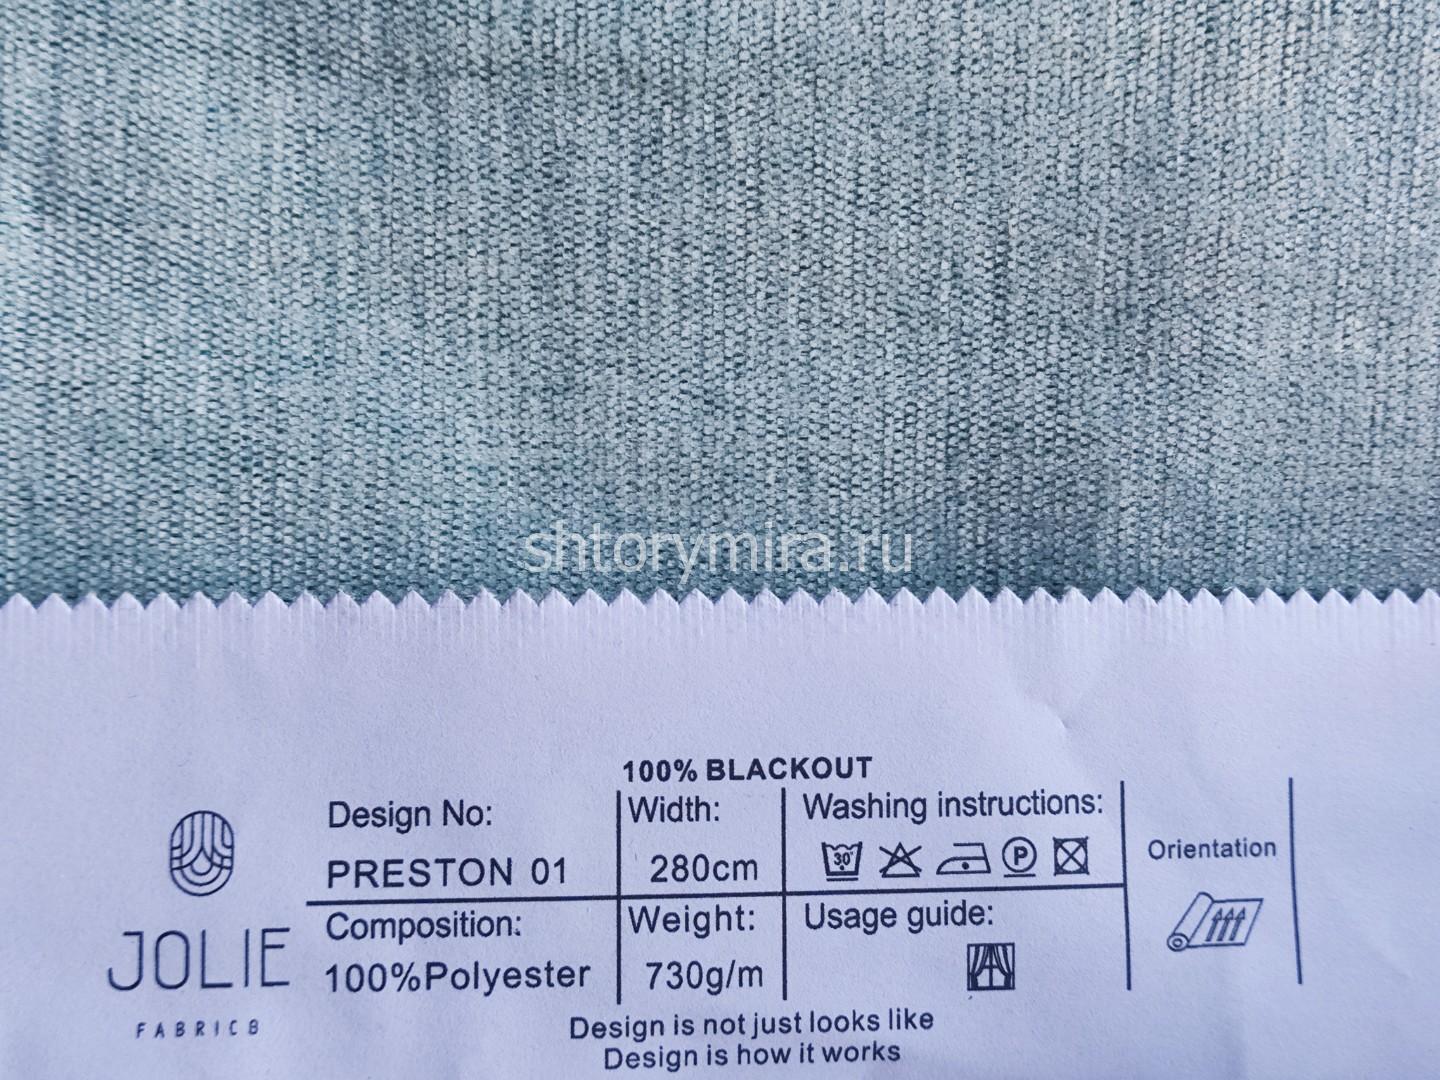 shtorymira.ru
100% BLACKOUT
Design No:
PRESTON 01
Width:
280cm
Washing instructions:
30°
P
Composition:
100%Polyester
Weight:
730g/m
Usage guide:
Orientation
JOLIE
FABRICS
Design is not just looks like
Design is how it works